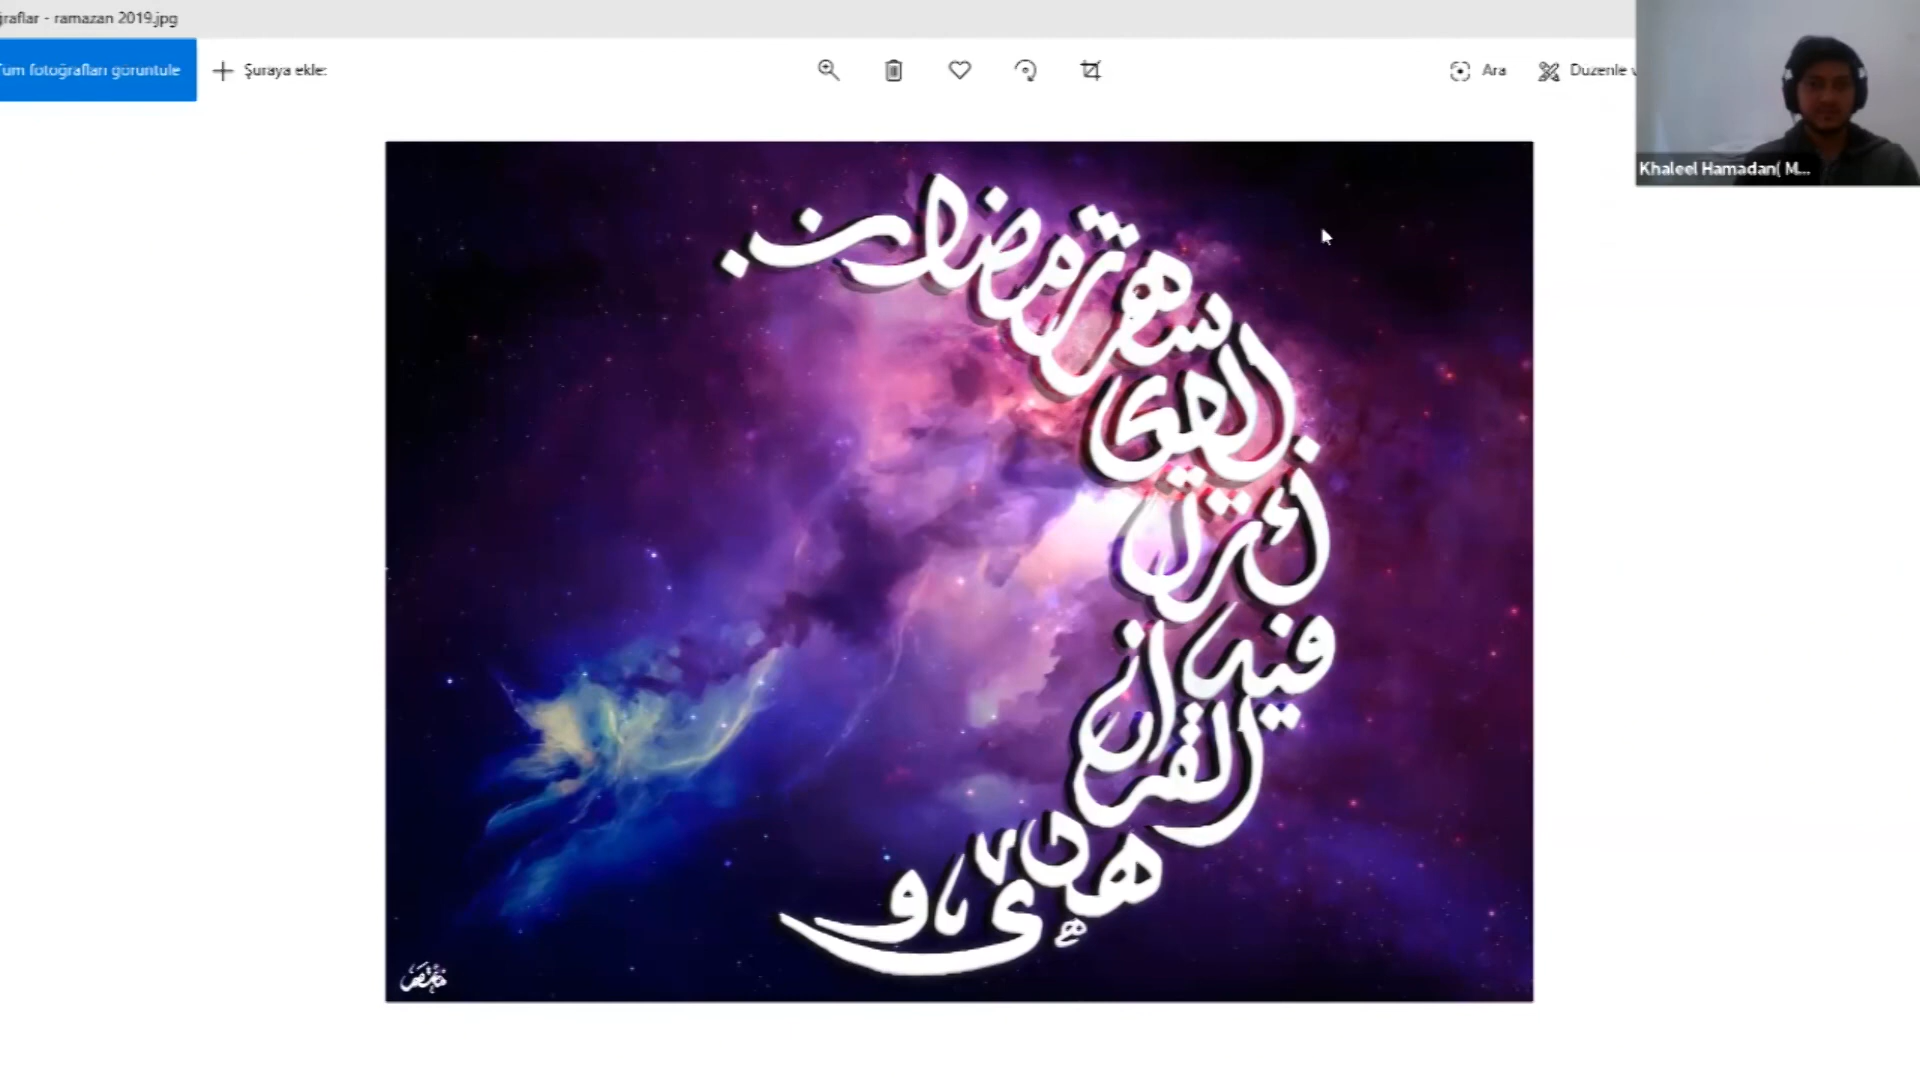 ğraflar - ramazan 2019.jpg
Tüm fotoğrafları görüntüle
Şuraya ekle:
Ara
Düzenle v
Khaleel Hamadan( M...
شهر رمضان
الذي
أنزل
فيه
القرآن
هدى